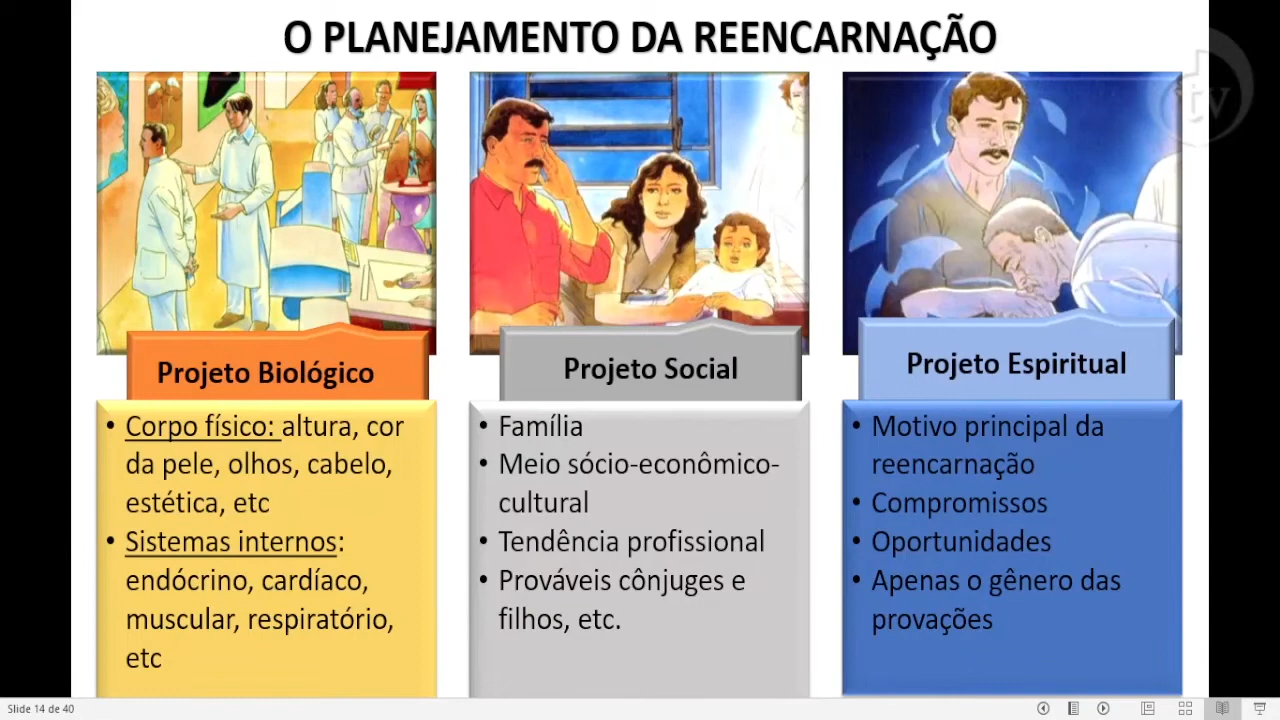 O PLANEJAMENTO DA REENCARNAÇÃO
tv
Projeto Biológico
• Corpo físico: altura, cor
da pele, olhos, cabelo,
estética, etc
• Sistemas internos:
endócrino, cardíaco,
muscular, respiratório,
etc
Projeto Social
• Família
• Meio sócio-econômico-
cultural
• Tendência profissional
• Prováveis cônjuges e
filhos, etc.
Projeto Espiritual
• Motivo principal da
reencarnação
• Compromissos
• Oportunidades
• Apenas o gênero das
provações
Slide 14 de 40